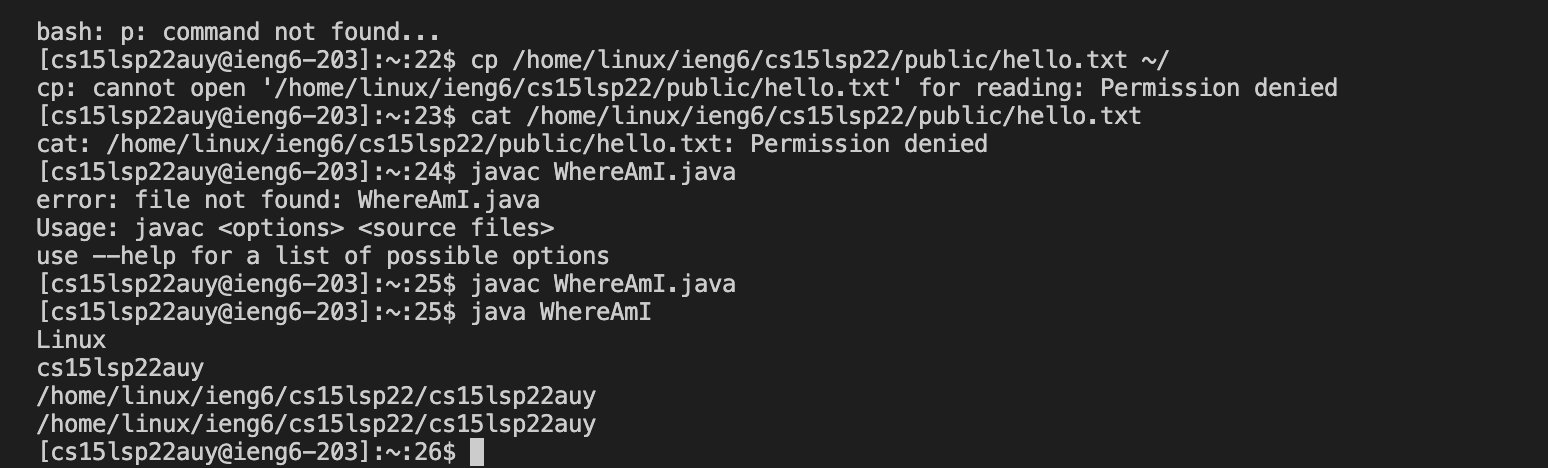 bash: p: command not found...
[cs15lsp22auy@ieng6-203]:~:22$ cp /home/linux/ieng6/cs15lsp22/public/hello.txt ~/
cp: cannot open '/home/linux/ieng6/cs15lsp22/public/hello.txt' for reading: Permission denied
[cs15lsp22auy@ieng6-203]:~:23$ cat /home/linux/ieng6/cs15lsp22/public/hello.txt
cat: /home/linux/ieng6/cs15lsp22/public/hello.txt: Permission denied
[cs15lsp22auy@ieng6-203]:~:24$ javac WhereAmI.java
error: file not found: WhereAmI.java
Usage: javac <options> <source files>
use --help for a list of possible options
[cs15lsp22auy@ieng6-203]:~:25$ javac WhereAmI.java
[cs15lsp22auy@ieng6-203]:~:25$ java WhereAmI
Linux
cs15lsp22auy
/home/linux/ieng6/cs15lsp22/cs15lsp22auy
/home/linux/ieng6/cs15lsp22/cs15lsp22auy
[cs15lsp22auy@ieng6-203]:~:26$